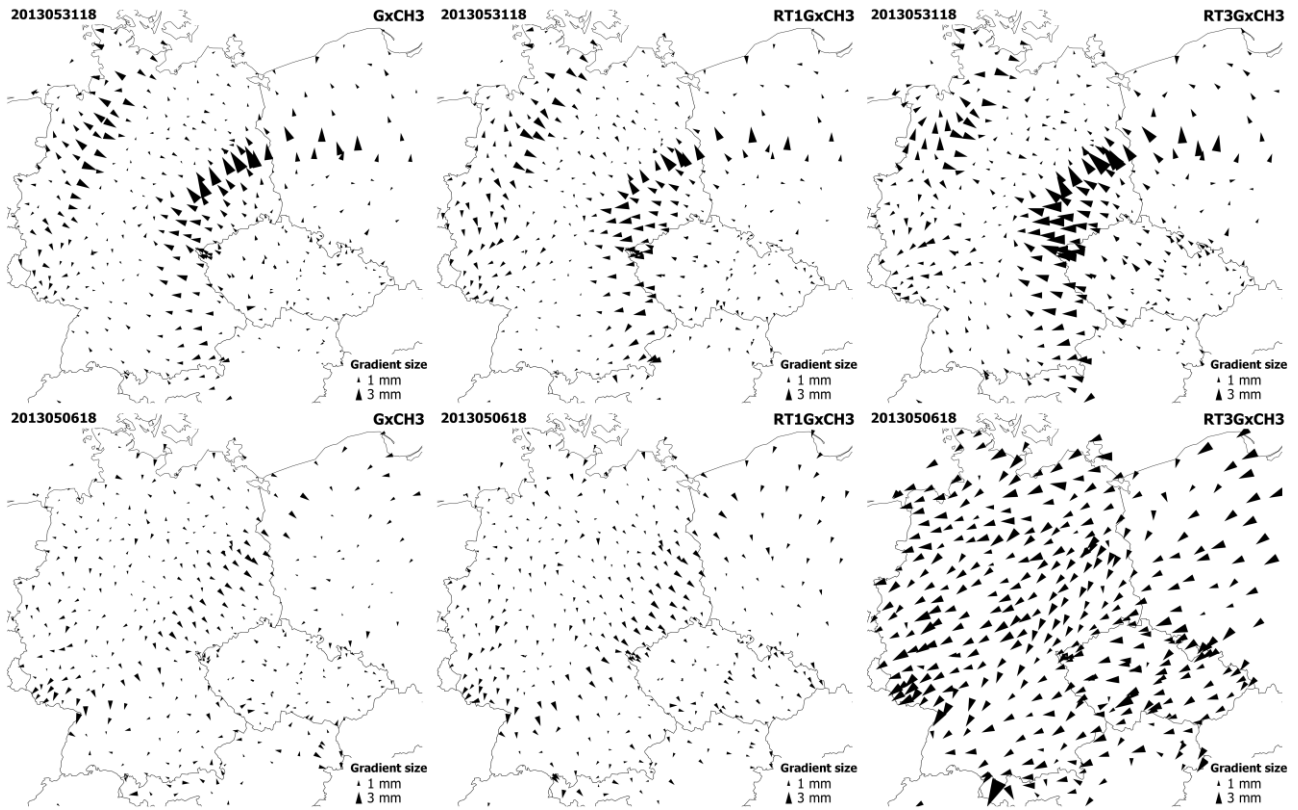 2013053118 GxCH3
2013053118 RT1GxCH3
2013053118 RT3GxCH3
Gradient size
1 mm
3 mm
Gradient size
1 mm
3 mm
Gradient size
1 mm
3 mm
2013050618 GxCH3
2013050618 RT1GxCH3
2013050618 RT3GxCH3
Gradient size
1 mm
3 mm
Gradient size
1 mm
3 mm
Gradient size
1 mm
3 mm